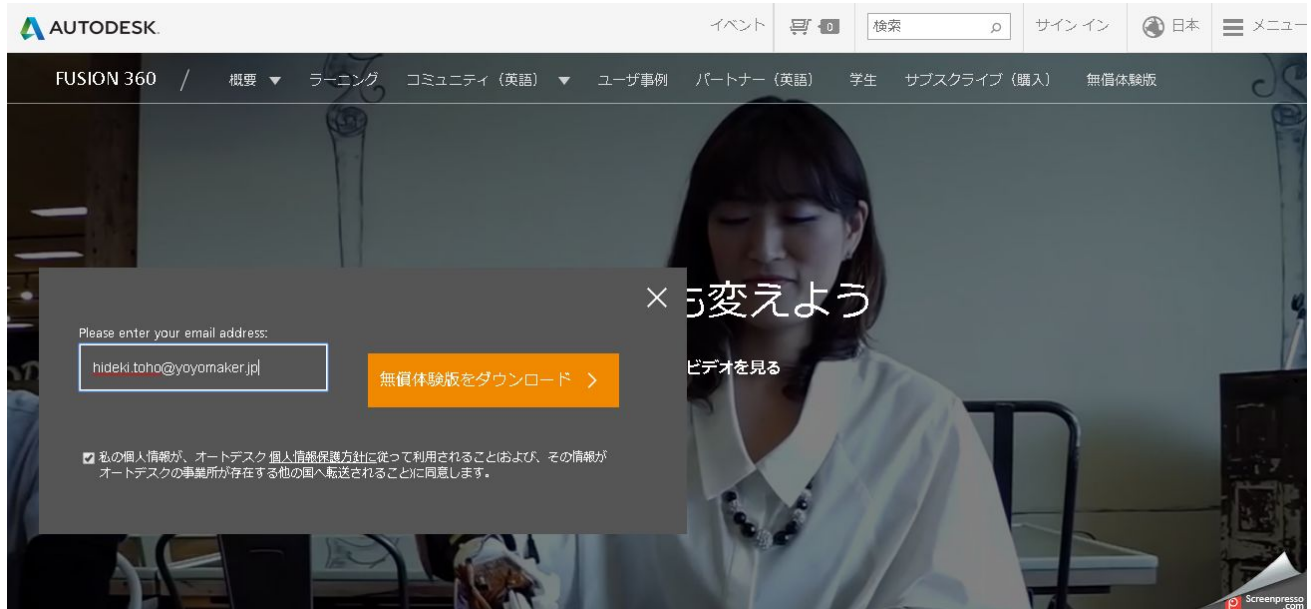 AUTODESK.
イベント
0
検索
サイン イン
日本
メニュー
FUSION 360 / 概要 ▼ ラーニング コミュニティ（英語） ▼ ユーザ事例 パートナー（英語） 学生 サブスクライブ（購入） 無償体験版
も変えよう
ビデオを見る
Please enter your email address:
hideki.toho@yoyomaker.jp
無償体験版をダウンロード
私の個人情報が、オートデスク 個人情報保護方針に従って利用されること(および、その情報が
オートデスクの事業所が存在する他の国へ転送されること)に同意します。
Screenpresso
.com